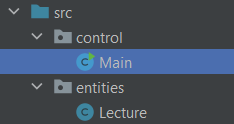 src
control
Main
entities
Lecture